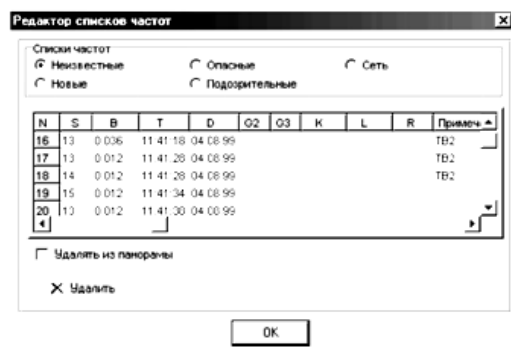 Редактор списков частот
Списки частот
Неизвестные Опасные Сеть
Новые Подозрительные
N S B T D G2 G3 K L R Примеч
16 13 0.036 11:41:18 04.08.99 ТВ2
17 13 0.012 11:41:28 04.08.99 ТВ2
18 14 0.012 11:41:28 04.08.99 ТВ2
19 15 0.012 11:41:34 04.08.99
20 0.012 04.08.99
Удалять из панорамы
Удалить
OK